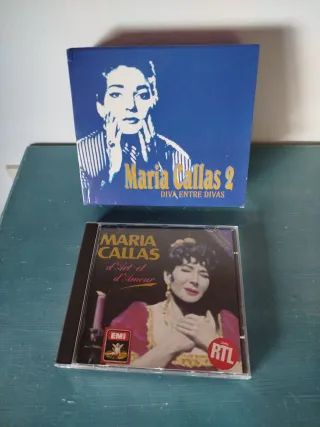 Maria Callas 2
DIVA ENTRE DIVAS
MARIA
CALLAS
d'Art et
d'Amour
EMI
RTL